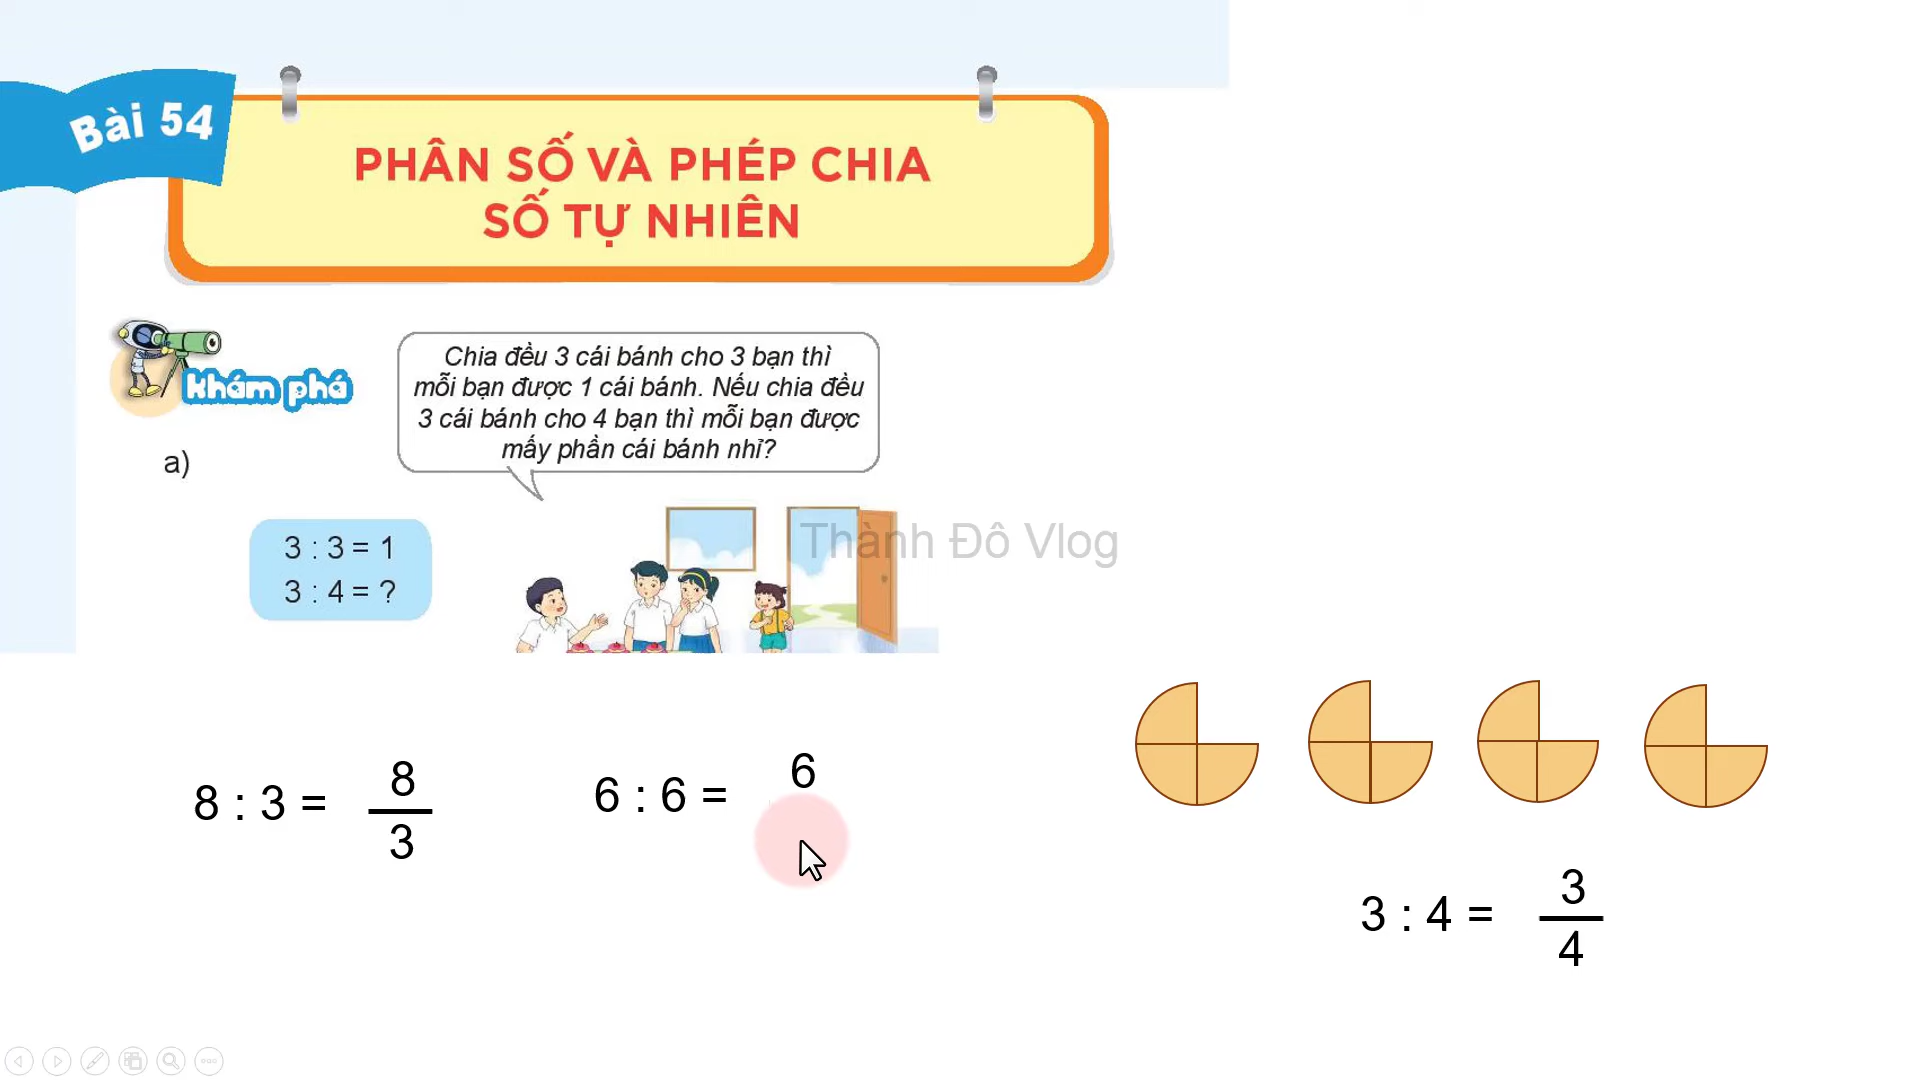 Bài 54
PHÂN SỐ VÀ PHÉP CHIA
SỐ TỰ NHIÊN
khám phá
Chia đều 3 cái bánh cho 3 bạn thì
mỗi bạn được 1 cái bánh. Nếu chia đều
3 cái bánh cho 4 bạn thì mỗi bạn được
mấy phần cái bánh nhỉ?
a)
3 : 3 = 1
3 : 4 = ?
Thành Đô Vlog
8 : 3 =
8
3
6 : 6 =
6
3 : 4 =
3
4